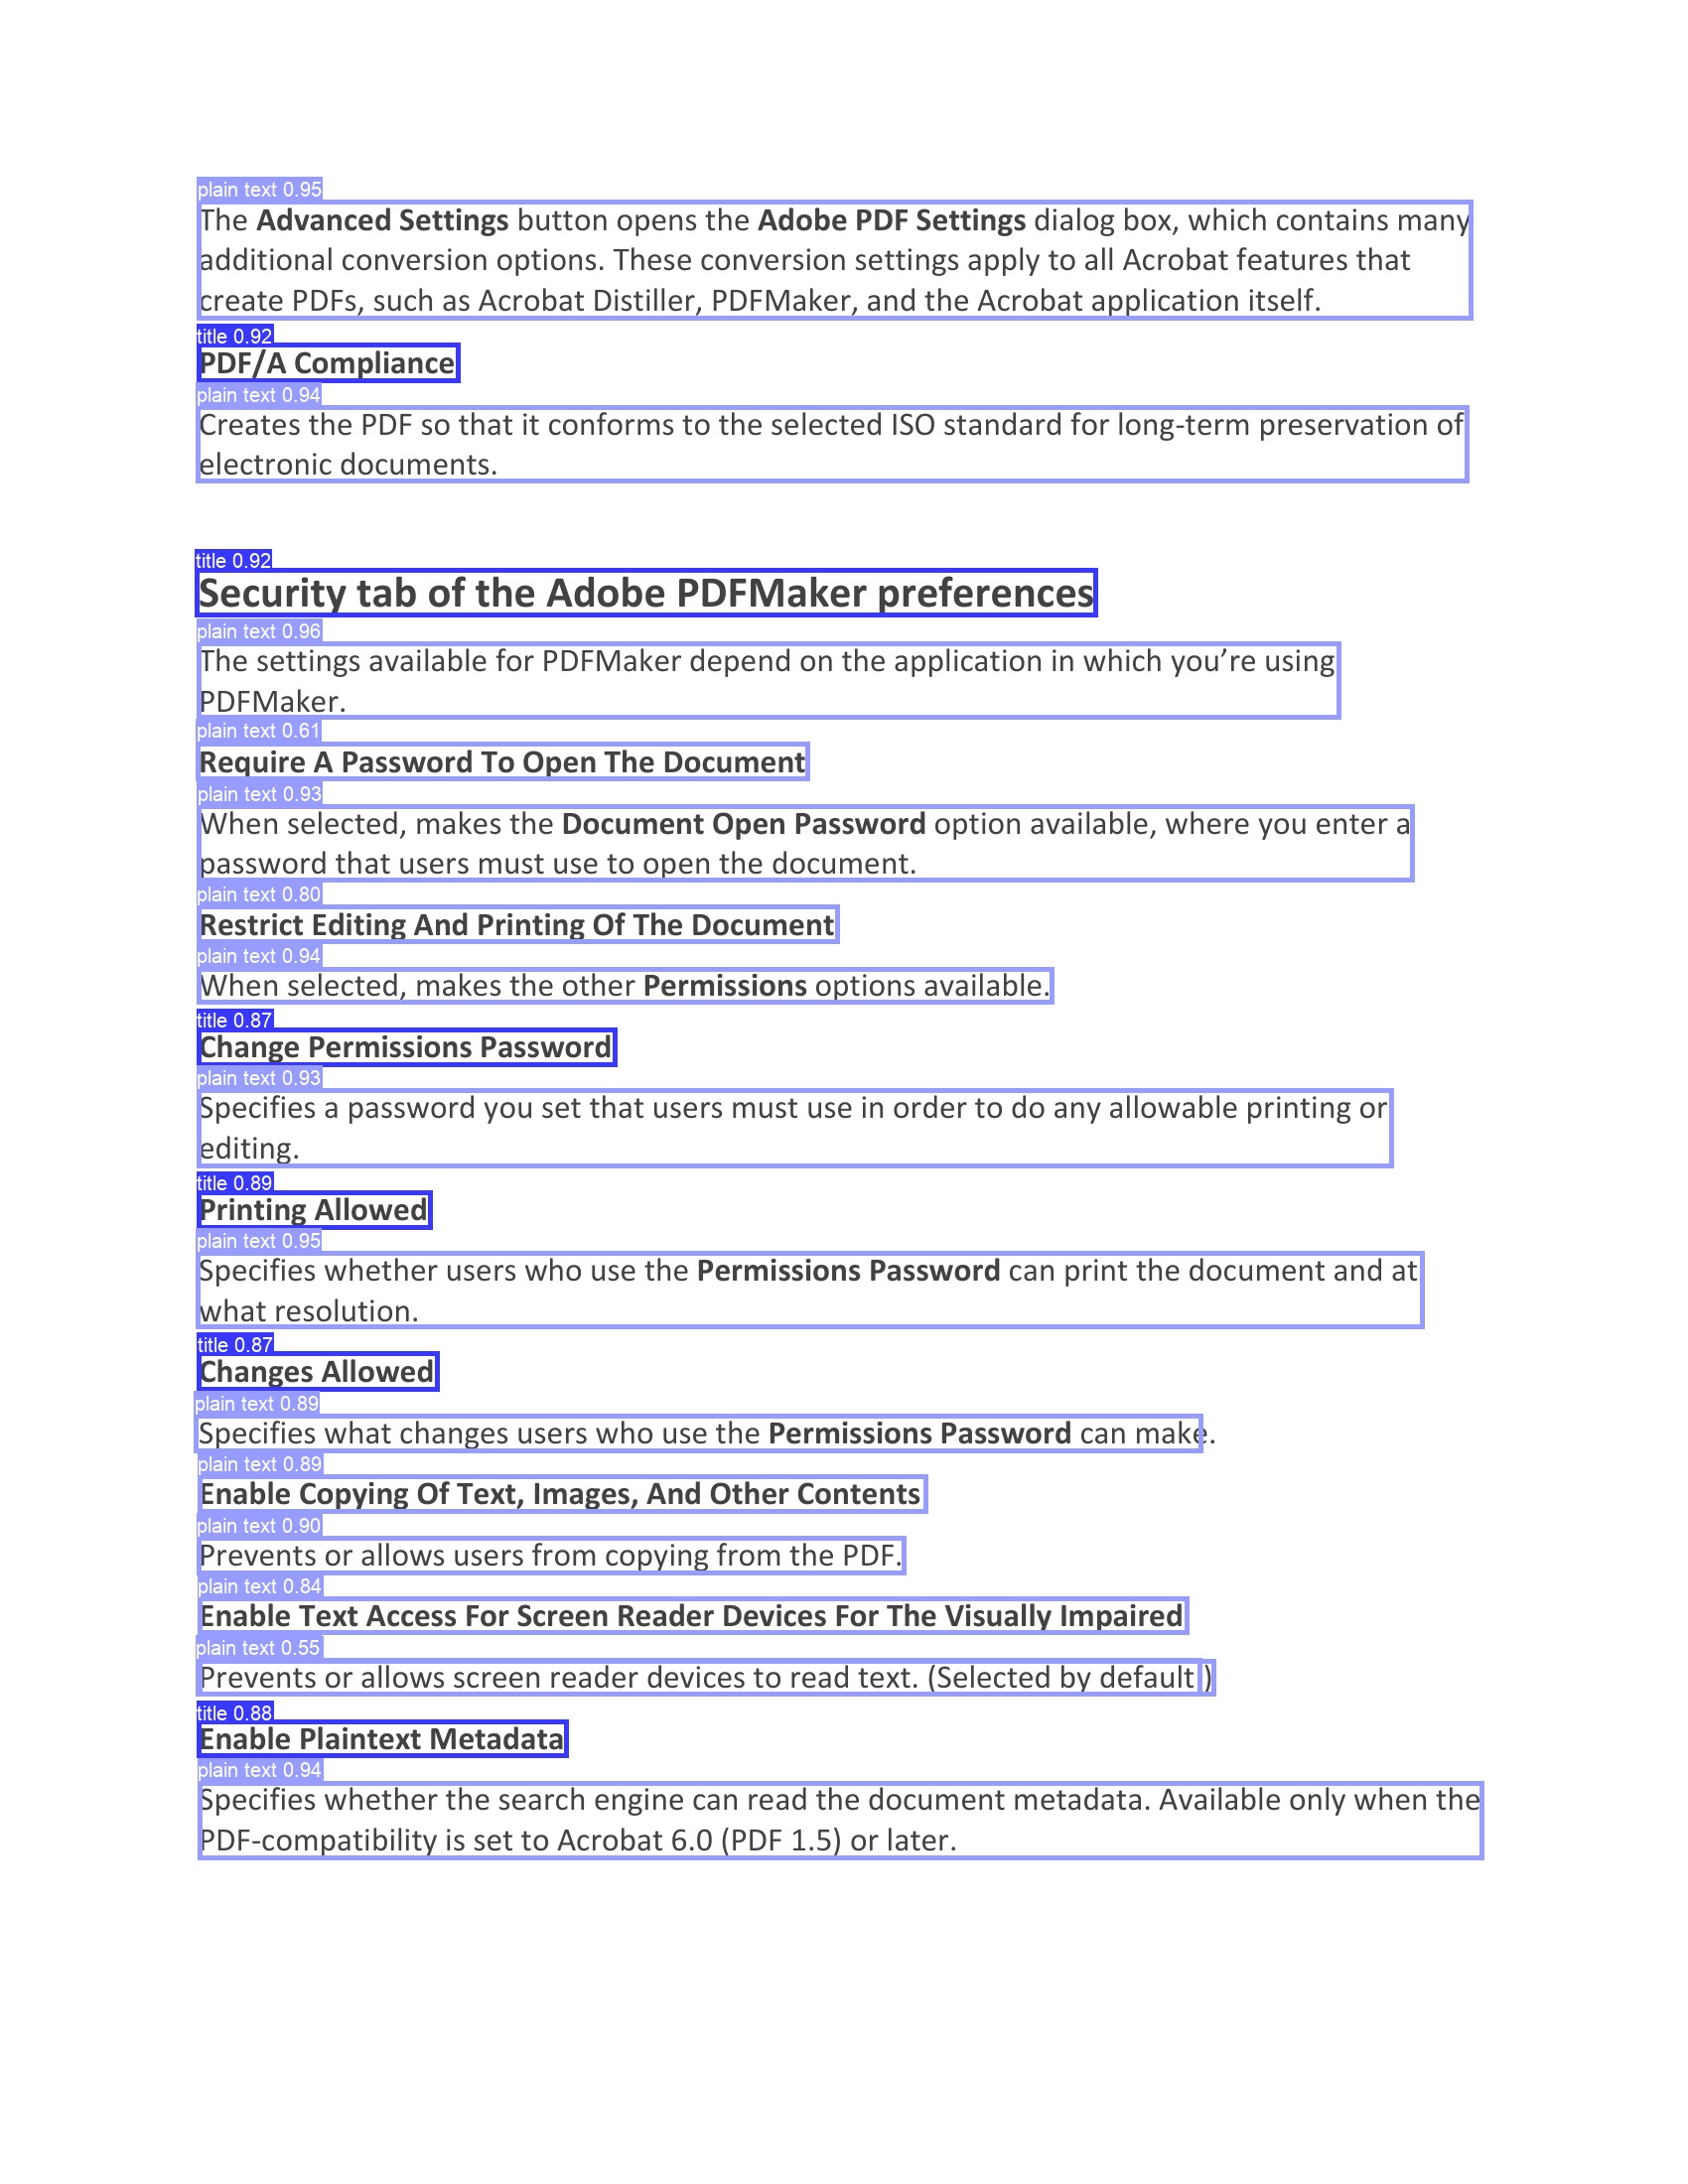 plain text 0.95
The Advanced Settings button opens the Adobe PDF Settings dialog box, which contains many
additional conversion options. These conversion settings apply to all Acrobat features that
create PDFs, such as Acrobat Distiller, PDFMaker, and the Acrobat application itself.
title 0.92
PDF/A Compliance
plain text 0.94
Creates the PDF so that it conforms to the selected ISO standard for long-term preservation of
electronic documents.
title 0.92
Security tab of the Adobe PDFMaker preferences
plain text 0.96
The settings available for PDFMaker depend on the application in which you’re using
PDFMaker.
plain text 0.61
Require A Password To Open The Document
plain text 0.93
When selected, makes the Document Open Password option available, where you enter a
password that users must use to open the document.
plain text 0.80
Restrict Editing And Printing Of The Document
plain text 0.94
When selected, makes the other Permissions options available.
title 0.87
Change Permissions Password
plain text 0.93
Specifies a password you set that users must use in order to do any allowable printing or
editing.
title 0.89
Printing Allowed
plain text 0.95
Specifies whether users who use the Permissions Password can print the document and at
what resolution.
title 0.87
Changes Allowed
plain text 0.89
Specifies what changes users who use the Permissions Password can make.
plain text 0.89
Enable Copying Of Text, Images, And Other Contents
plain text 0.90
Prevents or allows users from copying from the PDF.
plain text 0.84
Enable Text Access For Screen Reader Devices For The Visually Impaired
plain text 0.55
Prevents or allows screen reader devices to read text. (Selected by default )
title 0.88
Enable Plaintext Metadata
plain text 0.94
Specifies whether the search engine can read the document metadata. Available only when the
PDF-compatibility is set to Acrobat 6.0 (PDF 1.5) or later.